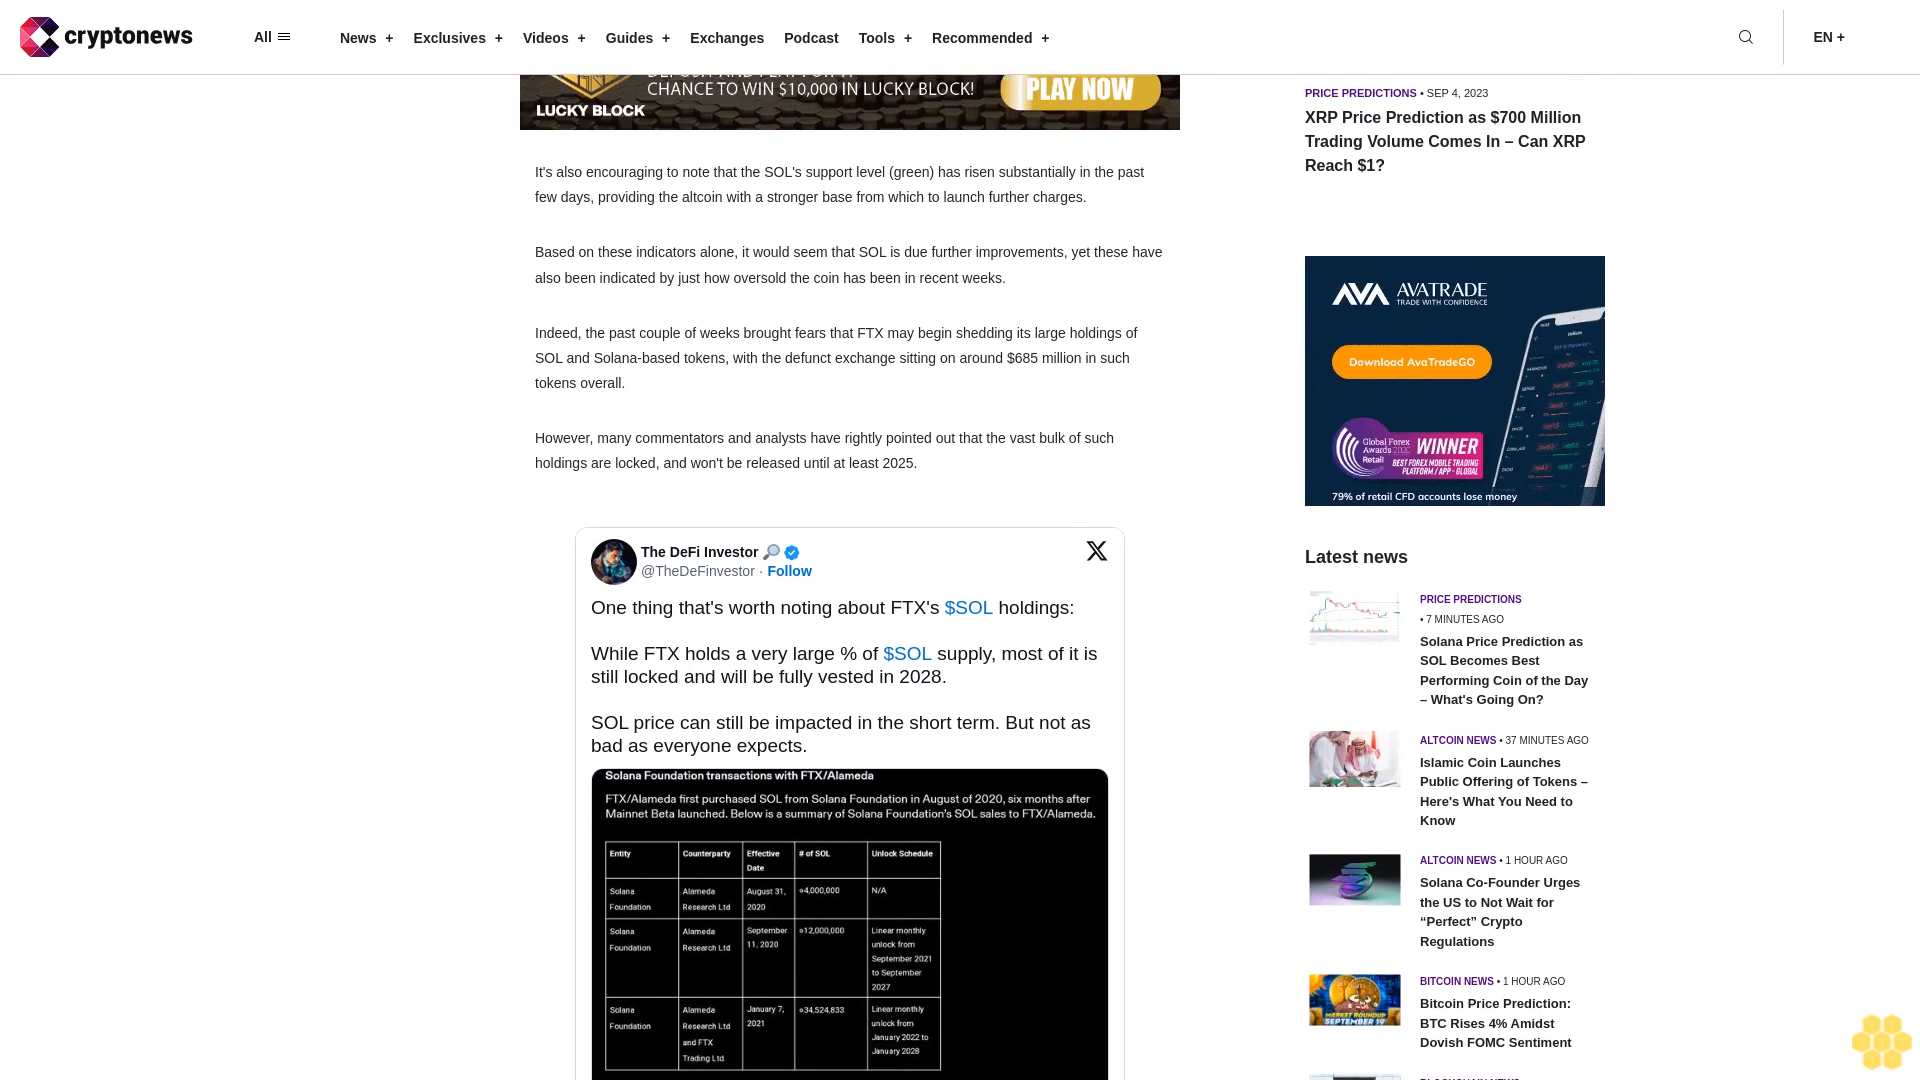 cryptonews
All
News +
Exclusives +
Videos +
Guides +
Exchanges
Podcast
Tools +
Recommended +
EN +
CHANCE TO WIN $10,000 IN LUCKY BLOCK!
PLAY NOW
LUCKY BLOCK
It's also encouraging to note that the SOL's support level (green) has risen substantially in the past
few days, providing the altcoin with a stronger base from which to launch further charges.
Based on these indicators alone, it would seem that SOL is due further improvements, yet these have
also been indicated by just how oversold the coin has been in recent weeks.
Indeed, the past couple of weeks brought fears that FTX may begin shedding its large holdings of
SOL and Solana-based tokens, with the defunct exchange sitting on around $685 million in such
tokens overall.
However, many commentators and analysts have rightly pointed out that the vast bulk of such
holdings are locked, and won't be released until at least 2025.
The DeFi Investor
@TheDeFinvestor · Follow
One thing that's worth noting about FTX's $SOL holdings:
While FTX holds a very large % of $SOL supply, most of it is
still locked and will be fully vested in 2028.
SOL price can still be impacted in the short term. But not as
bad as everyone expects.
Solana Foundation transactions with FTX/Alameda
FTX/Alameda first purchased SOL from Solana Foundation in August of 2020, six months after
Mainnet Beta launched. Below is a summary of Solana Foundation's SOL sales to FTX/Alameda.
Entity
Counterparty
Effective
Date
# of SOL
Unlock Schedule
Solana
Foundation
Alameda
Research Ltd
August 31,
2020
4,000,000
N/A
Solana
Foundation
Alameda
Research Ltd
September
11, 2020
12,000,000
Linear monthly
unlock from
September 2021
to September
2027
Solana
Foundation
Alameda
Research Ltd
and FTX
Trading Ltd
January 7,
2021
34,524,833
Linear monthly
unlock from
January 2022 to
January 2028
PRICE PREDICTIONS • SEP 4, 2023
XRP Price Prediction as $700 Million
Trading Volume Comes In – Can XRP
Reach $1?
AVA AVATRADE
TRADE WITH CONFIDENCE
Download AvaTradeGO
Global Forex
Awards 2020
Retail
WINNER
BEST FOREX MOBILE TRADING
PLATFORM / APP - GLOBAL
79% of retail CFD accounts lose money
Latest news
PRICE PREDICTIONS
• 7 MINUTES AGO
Solana Price Prediction as
SOL Becomes Best
Performing Coin of the Day
– What's Going On?
ALTCOIN NEWS • 37 MINUTES AGO
Islamic Coin Launches
Public Offering of Tokens –
Here's What You Need to
Know
ALTCOIN NEWS • 1 HOUR AGO
Solana Co-Founder Urges
the US to Not Wait for
“Perfect” Crypto
Regulations
BITCOIN NEWS • 1 HOUR AGO
Bitcoin Price Prediction:
BTC Rises 4% Amidst
Dovish FOMC Sentiment
MARKET ROUNDUP
SEPTEMBER 19